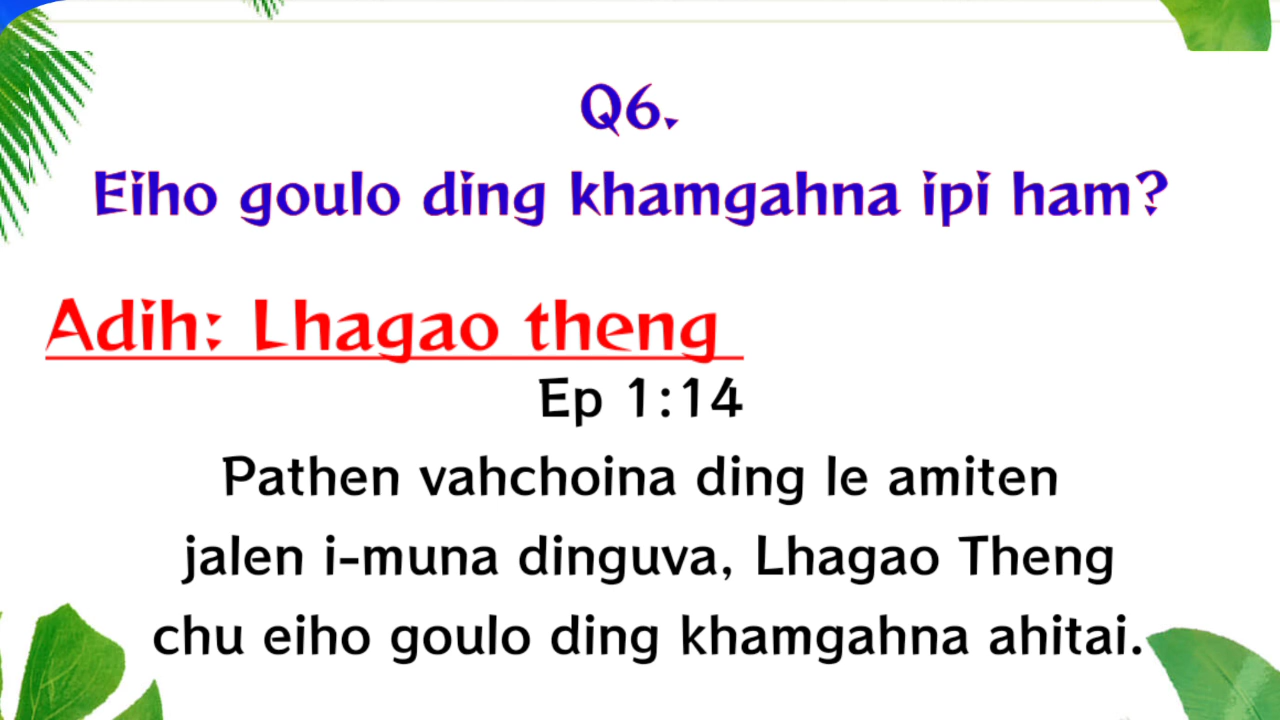 Q6.
Eiho goulo ding khamgahna ipi ham?
Adih: Lhagao theng
Ep 1:14
Pathen vahchoina ding le amiten
jalen i-muna dinguva, Lhagao Theng
chu eiho goulo ding khamgahna ahitai.